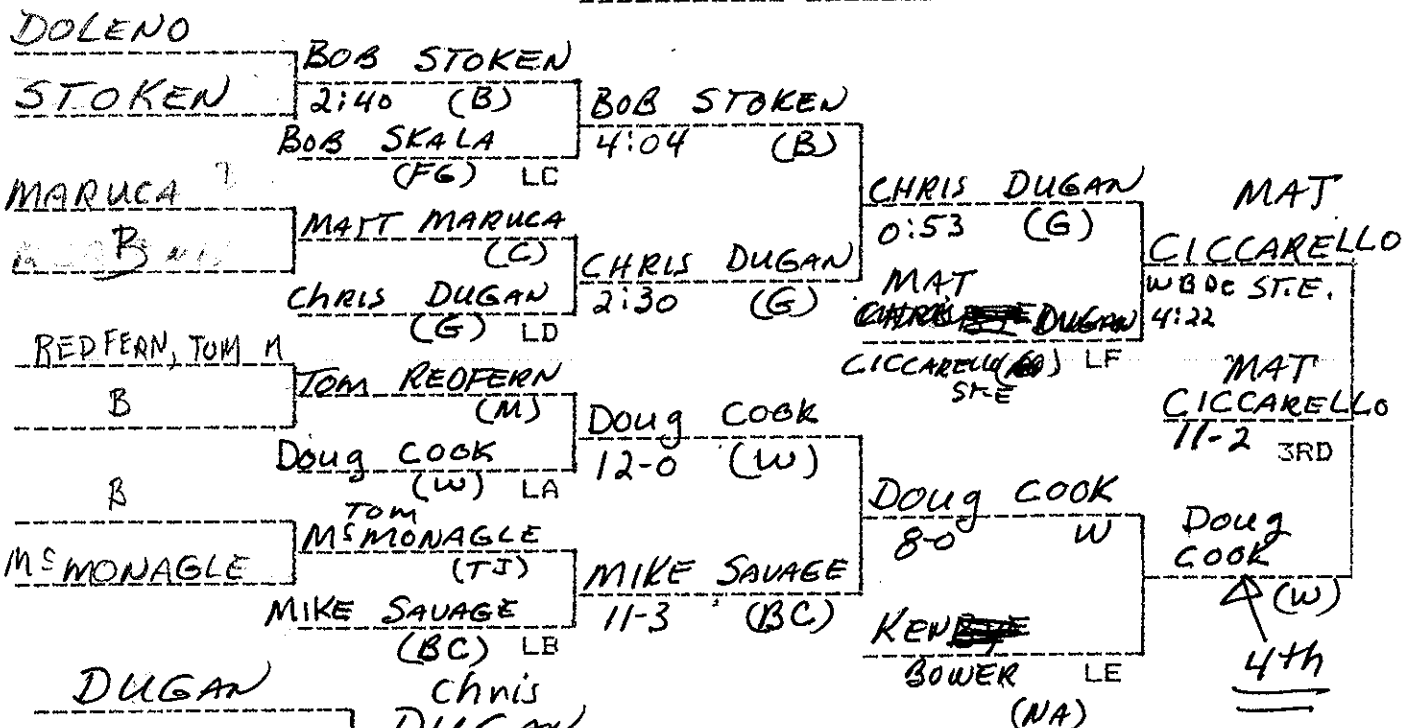 DOLENO
STOKEN
BOB STOKEN
2:40 (B)
BOB SKALA
(FG) LC
BOB STOKEN
4:04 (B)
MARUCA ?
B
MATT MARUCA
(C)
CHRIS DUGAN
(G) LD
CHRIS DUGAN
2:30 (G)
CHRIS DUGAN
0:53 (G)
MAT
DUGAN
CICCARELLO LF
ST-E
MAT
CICCARELLO
WBDC ST.E.
4:22
REDFERN, TOM M
B
TOM REDFERN
(M)
Doug COOK
(W) LA
Doug COOK
12-0 (W)
B
McMONAGLE
TOM
McMONAGLE
(TJ)
MIKE SAVAGE
(BC) LB
MIKE SAVAGE
11-3 (BC)
Doug COOK
8-0 W
KEN
BOWER LE
(NA)
MAT
CICCARELLO
11-2 3RD
Doug
COOK
(W)
4th
DUGAN
Chris
DUGAN